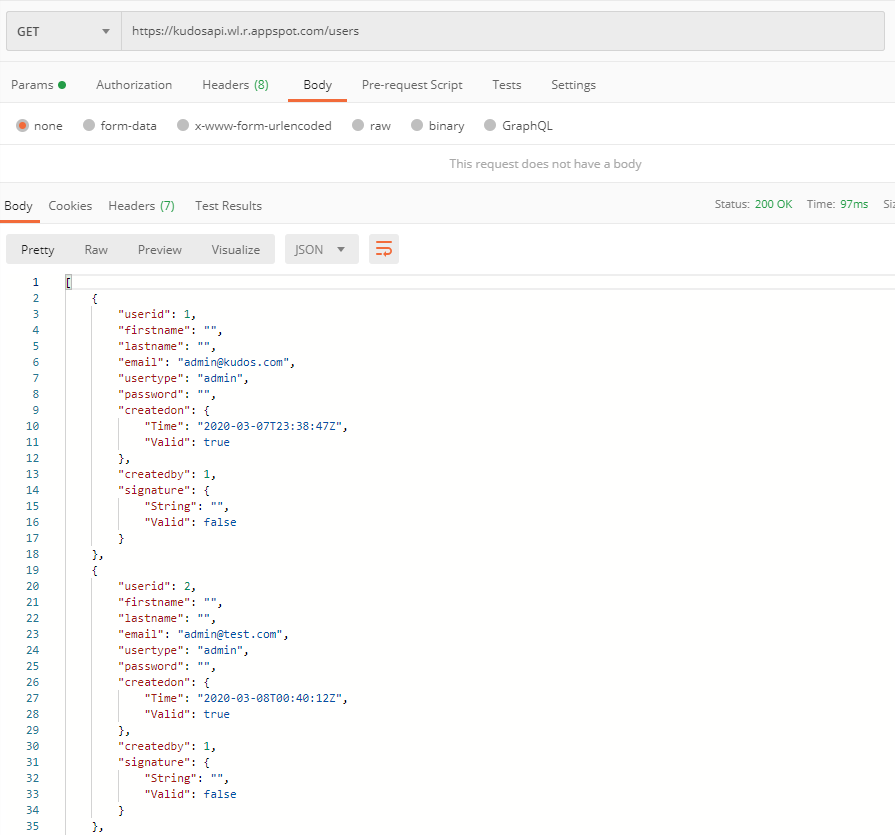 GET https://kudosapi.wl.r.appspot.com/users
Params Authorization Headers (8) Body Pre-request Script Tests Settings
none form-data x-www-form-urlencoded raw binary GraphQL
This request does not have a body
Body Cookies Headers (7) Test Results Status: 200 OK Time: 97ms
Pretty Raw Preview Visualize JSON
1 [
2 {
3 "userid": 1,
4 "firstname": "",
5 "lastname": "",
6 "email": "admin@kudos.com",
7 "usertype": "admin",
8 "password": "",
9 "createdon": {
10 "Time": "2020-03-07T23:38:47Z",
11 "Valid": true
12 },
13 "createdby": 1,
14 "signature": {
15 "String": "",
16 "Valid": false
17 }
18 },
19 {
20 "userid": 2,
21 "firstname": "",
22 "lastname": "",
23 "email": "admin@test.com",
24 "usertype": "admin",
25 "password": "",
26 "createdon": {
27 "Time": "2020-03-08T00:40:12Z",
28 "Valid": true
29 },
30 "createdby": 1,
31 "signature": {
32 "String": "",
33 "Valid": false
34 }
35 },